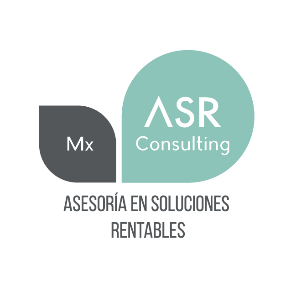 ASR
Mx Consulting
ASESORÍA EN SOLUCIONES
RENTABLES